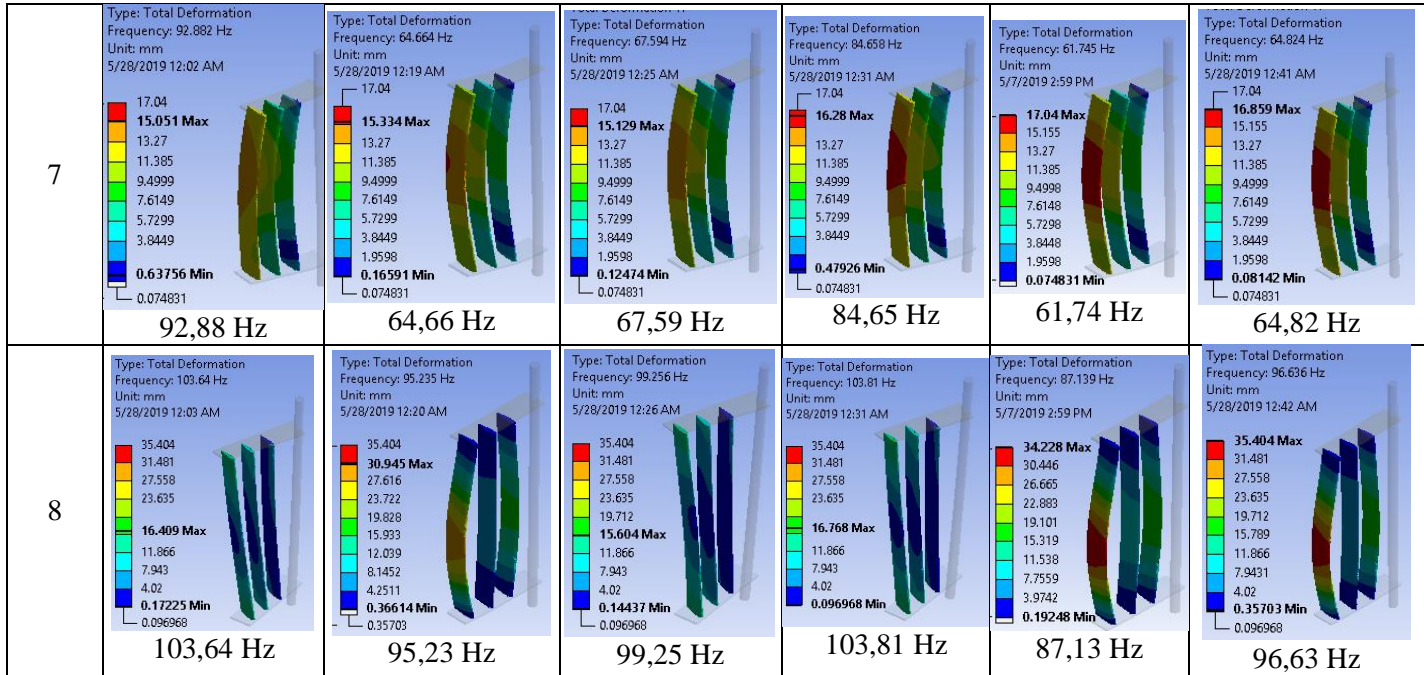 7
Type: Total Deformation
Frequency: 92.882 Hz
Unit: mm
5/28/2019 12:02 AM
17.04
15.051 Max
13.27
11.385
9.4999
7.6149
5.7299
3.8449
0.63756 Min
0.074831
92,88 Hz
Type: Total Deformation
Frequency: 64.664 Hz
Unit: mm
5/28/2019 12:19 AM
17.04
15.334 Max
13.27
11.385
9.4999
7.6149
5.7299
3.8449
1.9598
0.16591 Min
0.074831
64,66 Hz
Frequency: 67.594 Hz
Unit: mm
5/28/2019 12:25 AM
17.04
15.129 Max
13.27
11.385
9.4999
7.6149
5.7299
3.8449
1.9598
0.12474 Min
0.074831
67,59 Hz
Frequency: 84.658 Hz
Unit: mm
5/28/2019 12:31 AM
17.04
16.28 Max
13.27
11.385
9.4999
7.6149
5.7299
3.8449
0.47926 Min
0.074831
84,65 Hz
Type: Total Deformation
Frequency: 61.745 Hz
Unit: mm
5/7/2019 2:59 PM
17.04 Max
15.155
13.27
11.385
9.4998
7.6148
5.7299
3.8448
1.9598
0.074831 Min
61,74 Hz
Type: Total Deformation
Frequency: 64.824 Hz
Unit: mm
5/28/2019 12:41 AM
17.04
16.859 Max
15.155
13.27
11.385
9.4999
7.6149
5.7299
3.8449
1.9598
0.08142 Min
0.074831
64,82 Hz
8
Type: Total Deformation
Frequency: 103.64 Hz
Unit: mm
5/28/2019 12:03 AM
35.404
31.481
27.558
23.635
16.409 Max
11.866
7.943
4.02
0.17225 Min
0.096968
103,64 Hz
Type: Total Deformation
Frequency: 95.235 Hz
Unit: mm
5/28/2019 12:20 AM
35.404
30.945 Max
27.616
23.722
19.828
15.933
12.039
8.1452
4.2511
0.36614 Min
0.35703
95,23 Hz
Type: Total Deformation
Frequency: 99.256 Hz
Unit: mm
5/28/2019 12:26 AM
35.404
31.481
27.558
23.635
19.712
15.604 Max
11.866
7.943
4.02
0.14437 Min
0.096968
99,25 Hz
Type: Total Deformation
Frequency: 103.81 Hz
Unit: mm
5/28/2019 12:31 AM
35.404
31.481
27.558
23.635
16.768 Max
11.866
7.943
4.02
0.096968 Min
103,81 Hz
Type: Total Deformation
Frequency: 87.139 Hz
Unit: mm
5/7/2019 2:59 PM
34.228 Max
30.446
26.665
22.883
19.101
15.319
11.538
7.7559
3.9742
0.19248 Min
87,13 Hz
Type: Total Deformation
Frequency: 96.636 Hz
Unit: mm
5/28/2019 12:42 AM
35.404 Max
31.481
27.558
23.635
19.712
15.789
11.866
7.9431
4.02
0.35703 Min
0.096968
96,63 Hz